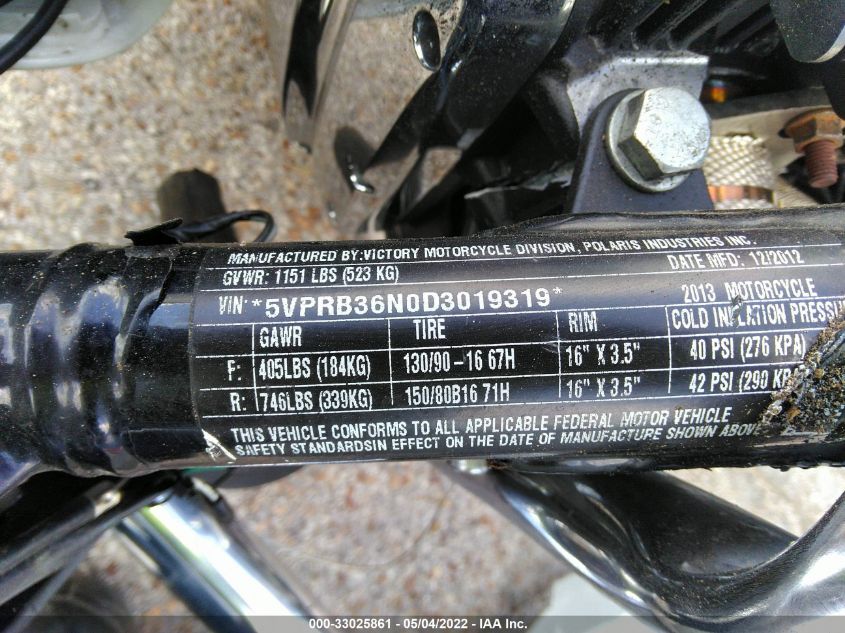 MANUFACTURED BY:VICTORY MOTORCYCLE DIVISION, POLARIS INDUSTRIES INC.
GVWR: 1151 LBS (523 KG) DATE MFD: 12/2012
VIN: *5VPRB36N0D3019319* 2013 MOTORCYCLE
GAWR TIRE RIM COLD INFLATION PRESSU
F: 405LBS (184KG) 130/90-16 67H 16" X 3.5" 40 PSI (276 KPA)
R: 746LBS (339KG) 150/80B16 71H 16" X 3.5" 42 PSI (290 KPA
THIS VEHICLE CONFORMS TO ALL APPLICABLE FEDERAL MOTOR VEHICLE
SAFETY STANDARDSIN EFFECT ON THE DATE OF MANUFACTURE SHOWN ABOVE
000-33025861 - 05/04/2022 - IAA Inc.